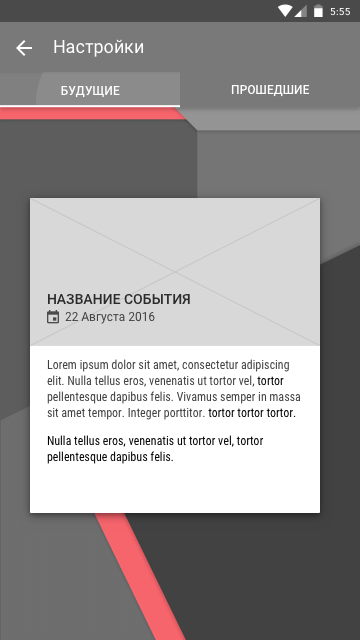 5:55
Настройки
БУДУЩИЕ
ПРОШЕДШИЕ
НАЗВАНИЕ СОБЫТИЯ
22 Августа 2016
Lorem ipsum dolor sit amet, consectetur adipiscing
elit. Nulla tellus eros, venenatis ut tortor vel, tortor
pellentesque dapibus felis. Vivamus semper in massa
sit amet tempor. Integer porttitor. tortor tortor tortor.
Nulla tellus eros, venenatis ut tortor vel, tortor
pellentesque dapibus felis.